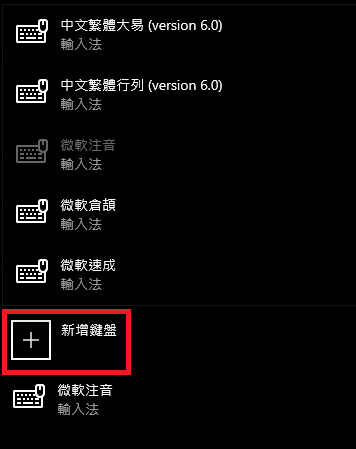 中文繁體大易 (version 6.0)
輸入法
中文繁體行列 (version 6.0)
輸入法
微軟注音
輸入法
微軟倉頡
輸入法
微軟速成
輸入法
新增鍵盤
微軟注音
輸入法